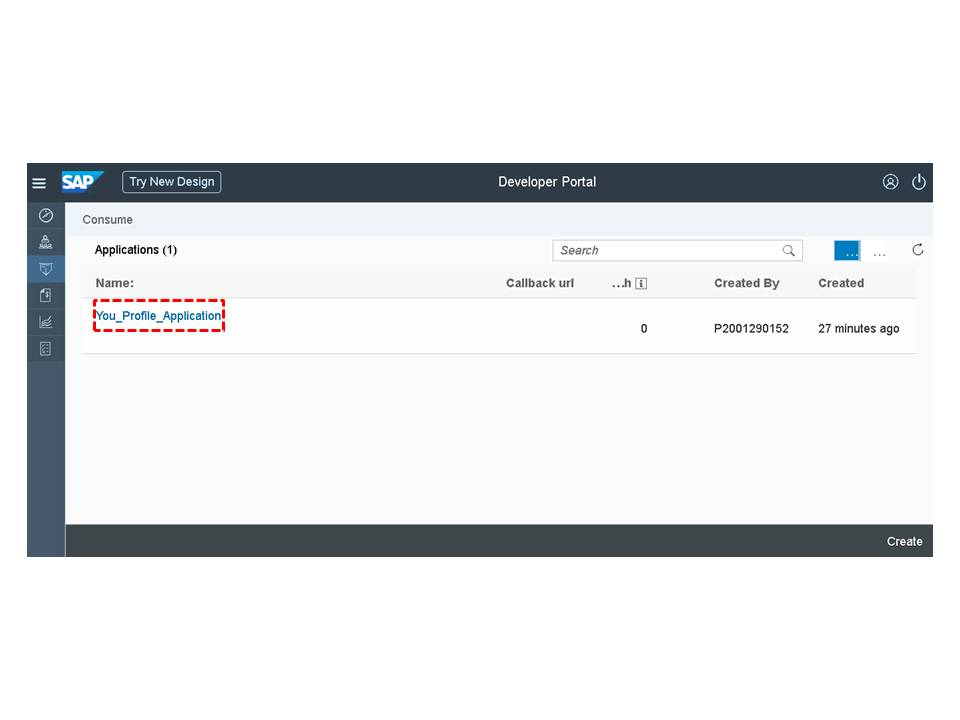 SAP Try New Design Developer Portal
Consume
Applications (1) Search ... ...
Name: Callback url ...h i Created By Created
You_Profile_Application
0 P2001290152 27 minutes ago
Create